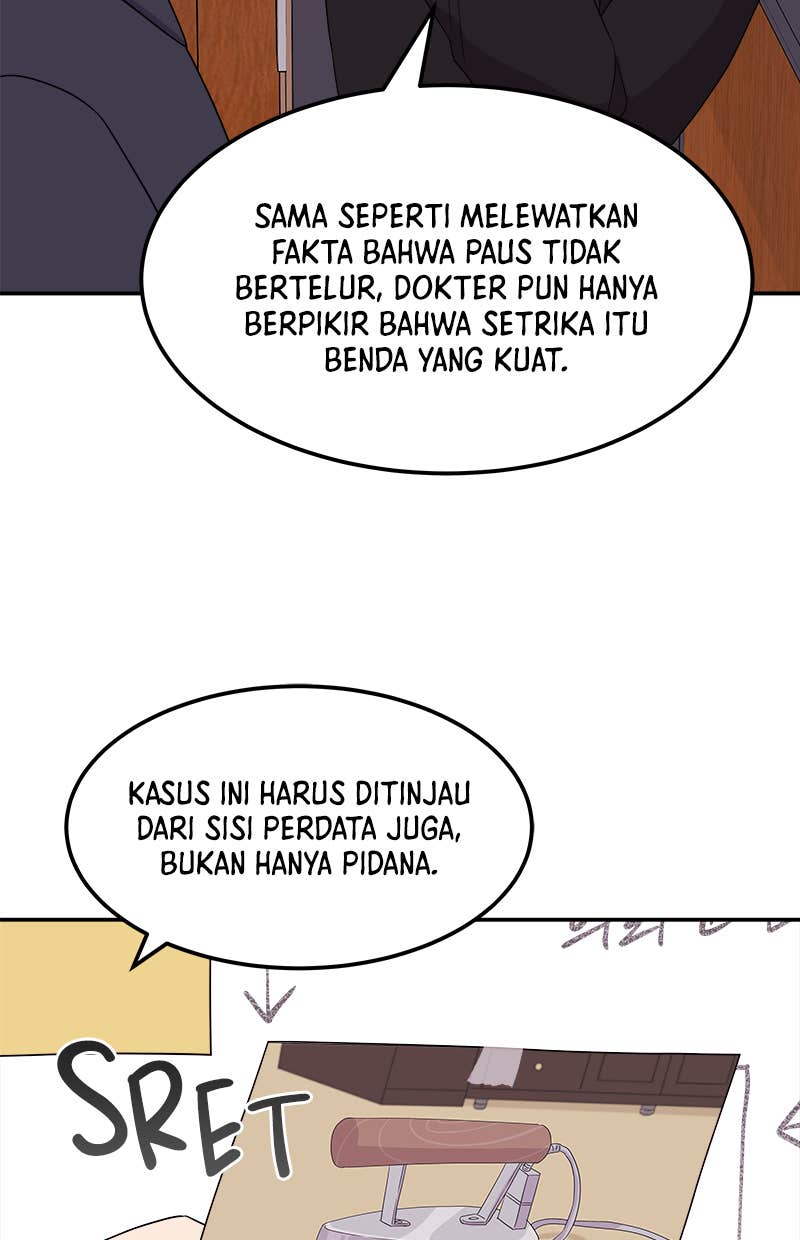 SAMA SEPERTI MELEWATKAN
FAKTA BAHWA PAUS TIDAK
BERTELUR, DOKTER PUN HANYA
BERPIKIR BAHWA SETRIKA ITU
BENDA YANG KUAT.
KASUS INI HARUS DITINJAU
DARI SISI PERDATA JUGA,
BUKAN HANYA PIDANA.
SRET